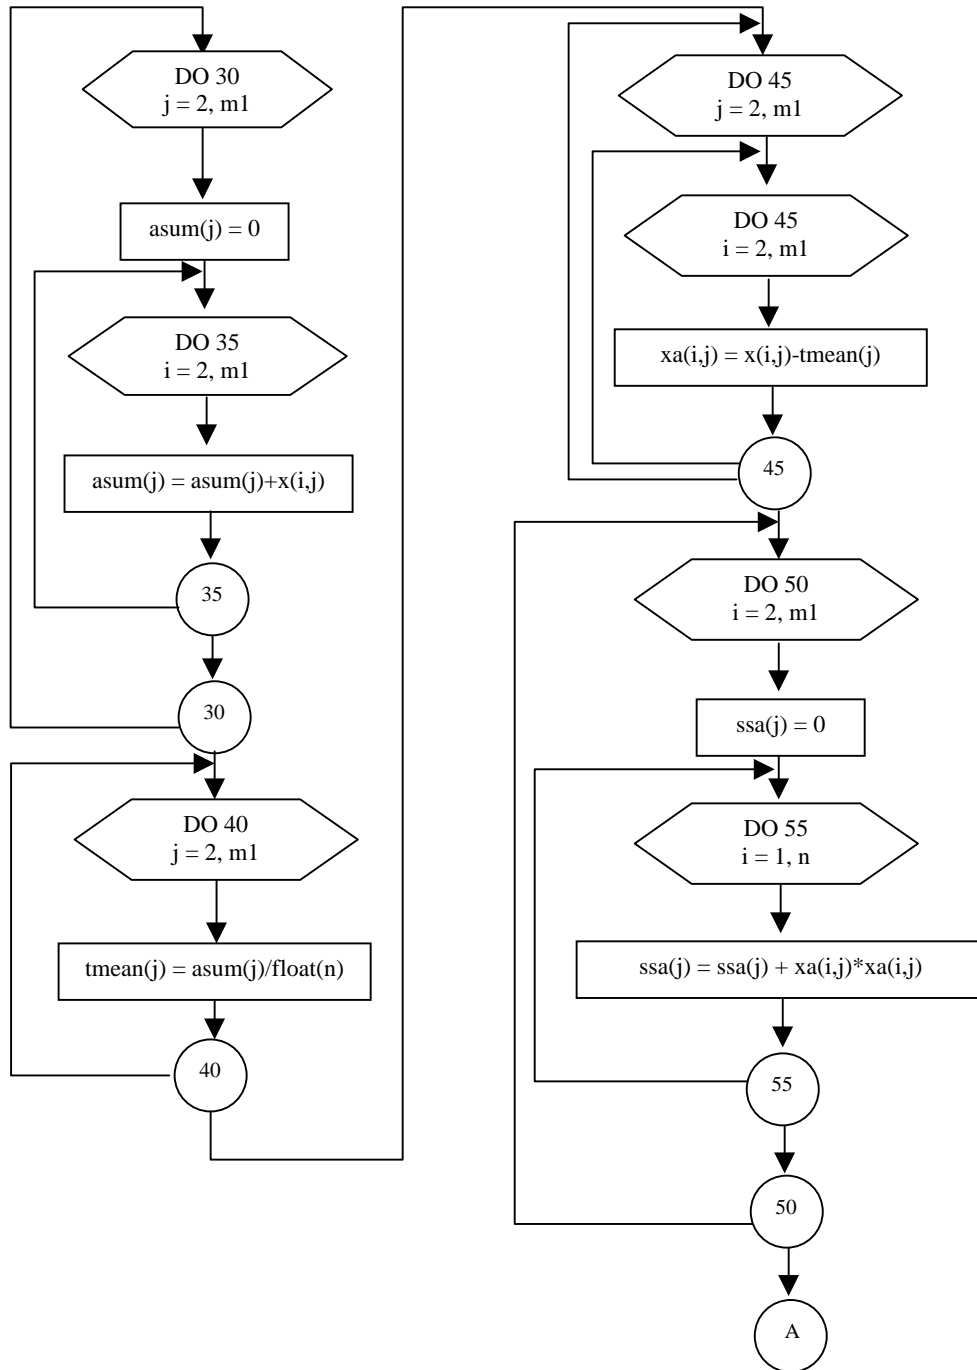 DO 30
j = 2, m1
asum(j) = 0
DO 35
i = 2, m1
asum(j) = asum(j)+x(i,j)
35
30
DO 40
j = 2, m1
tmean(j) = asum(j)/float(n)
40
DO 45
j = 2, m1
DO 45
i = 2, m1
xa(i,j) = x(i,j)-tmean(j)
45
DO 50
i = 2, m1
ssa(j) = 0
DO 55
i = 1, n
ssa(j) = ssa(j) + xa(i,j)*xa(i,j)
55
50
A